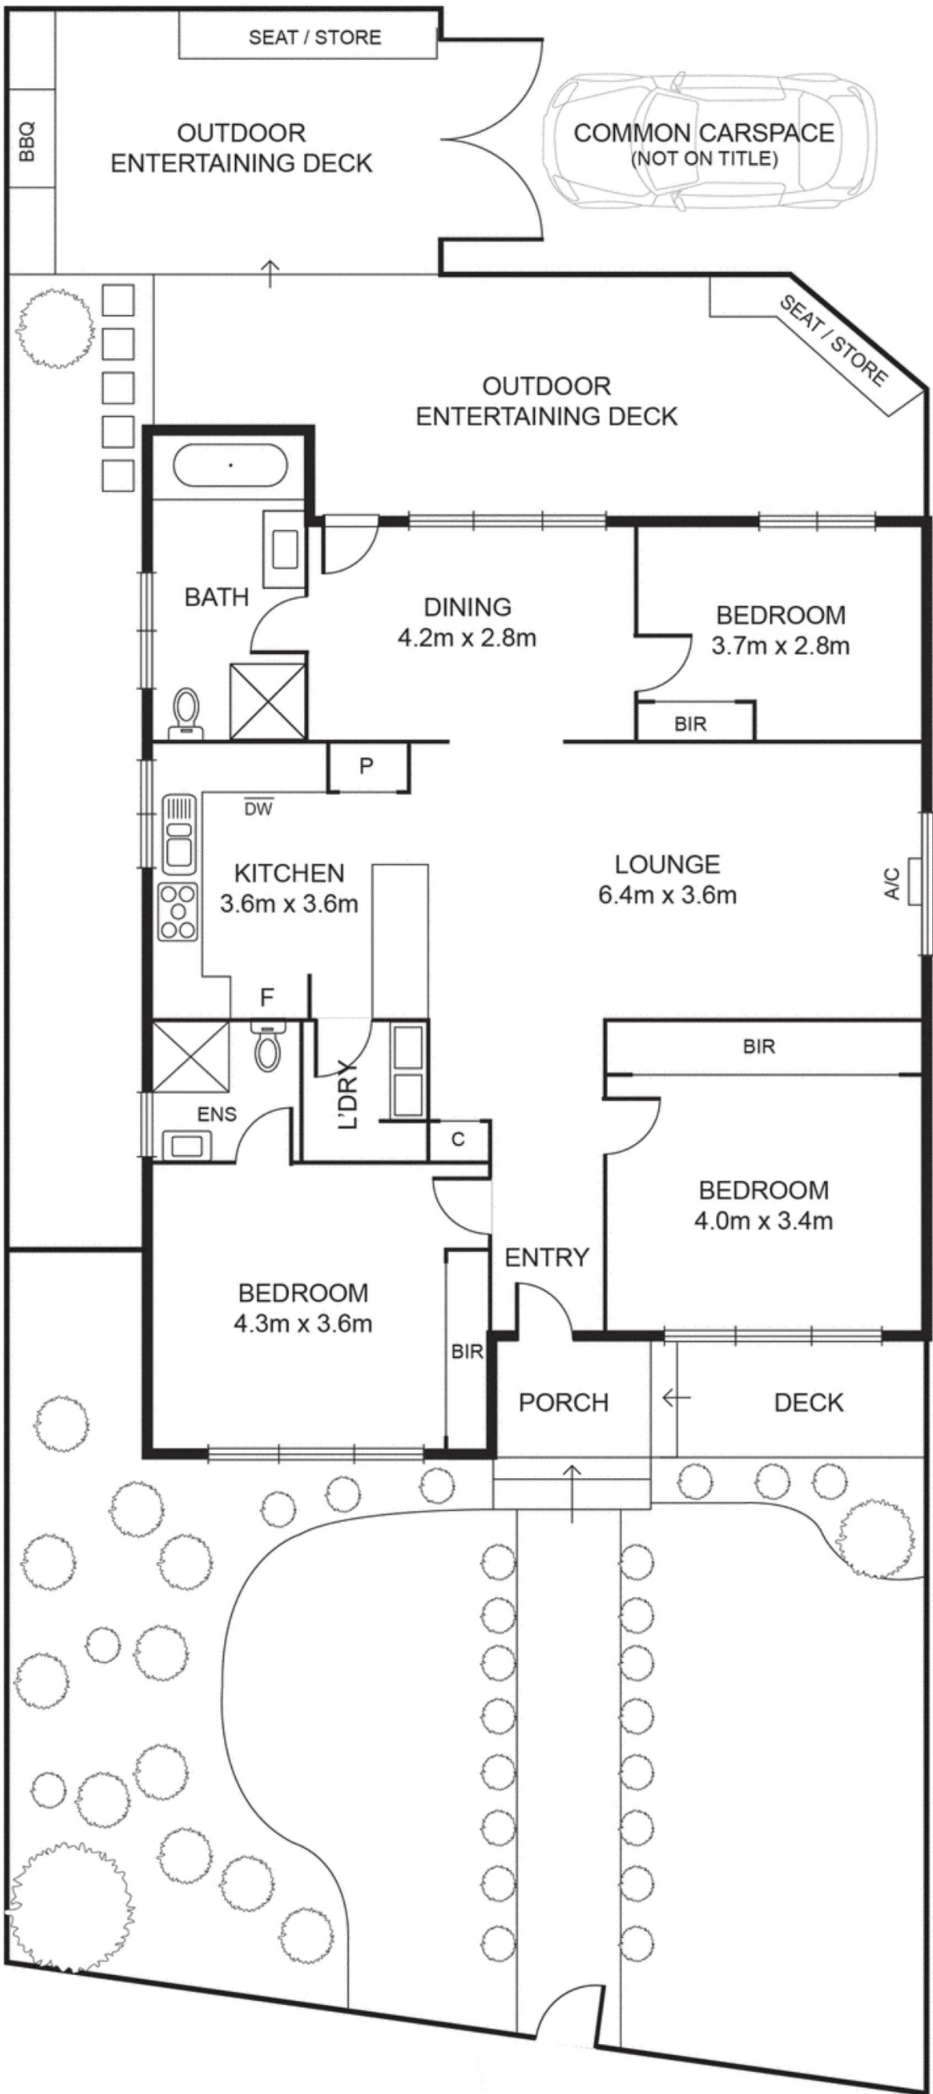 SEAT / STORE
BBQ
OUTDOOR
ENTERTAINING DECK
COMMON CARSPACE
(NOT ON TITLE)
SEAT / STORE
OUTDOOR
ENTERTAINING DECK
BATH
DINING
4.2m x 2.8m
BEDROOM
3.7m x 2.8m
BIR
P
DW
KITCHEN
3.6m x 3.6m
LOUNGE
6.4m x 3.6m
A/C
F
BIR
L'DRY
ENS
C
BEDROOM
4.0m x 3.4m
ENTRY
BEDROOM
4.3m x 3.6m
BIR
PORCH
DECK